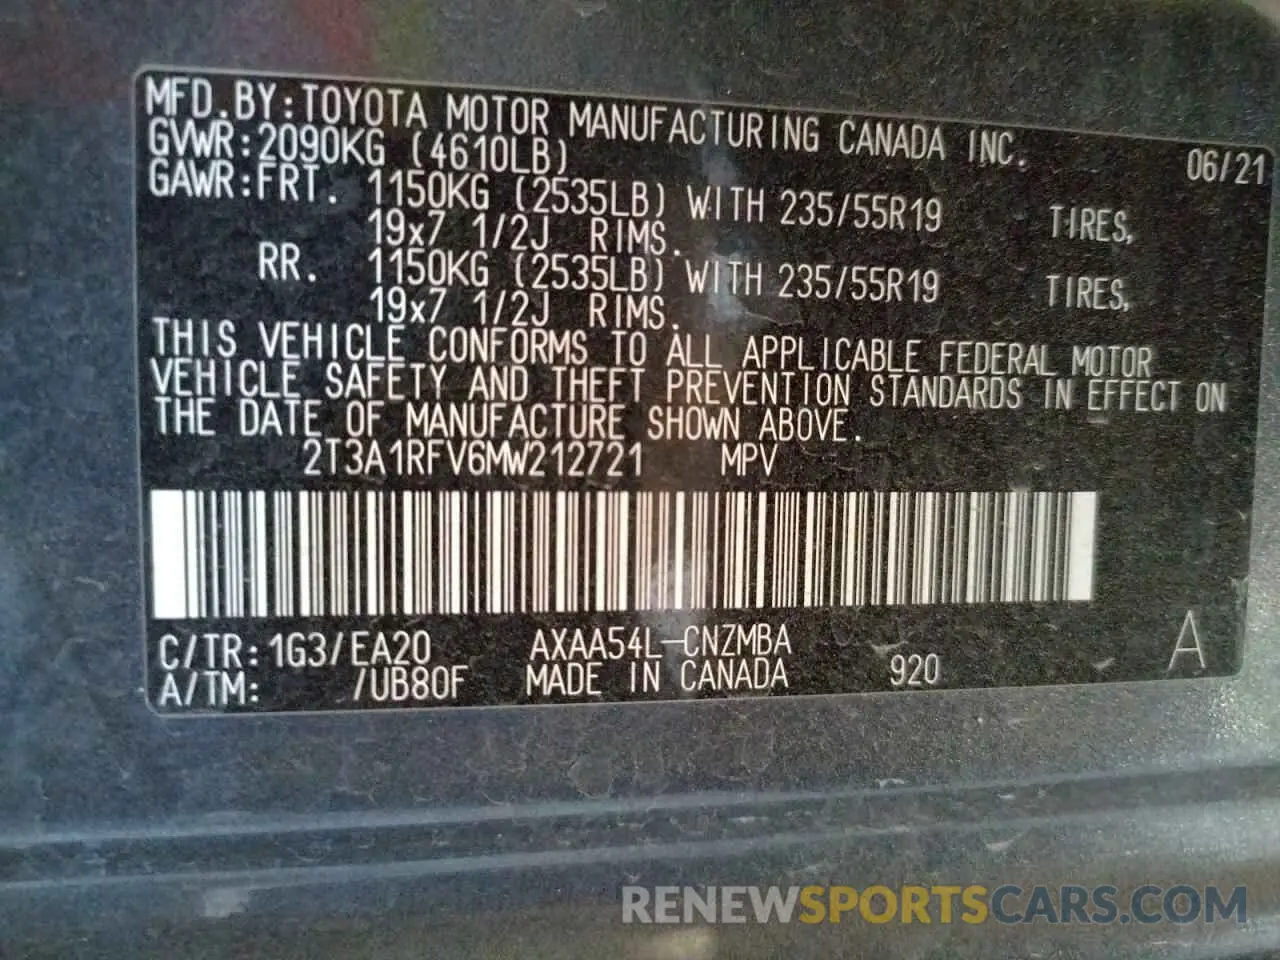 MFD.BY:TOYOTA MOTOR MANUFACTURING CANADA INC.
GVWR:2090KG (4610LB) 06/21
GAWR:FRT. 1150KG (2535LB) WITH 235/55R19 TIRES,
19x7 1/2J RIMS.
RR. 1150KG (2535LB) WITH 235/55R19 TIRES,
19x7 1/2J RIMS.
THIS VEHICLE CONFORMS TO ALL APPLICABLE FEDERAL MOTOR
VEHICLE SAFETY AND THEFT PREVENTION STANDARDS IN EFFECT ON
THE DATE OF MANUFACTURE SHOWN ABOVE.
2T3A1RFV6MW212721 MPV
C/TR:1G3/EA20 AXAA54L-CNZMBA A
A/TM: /UB80F MADE IN CANADA 920
RENEWSPORTSCARS.COM